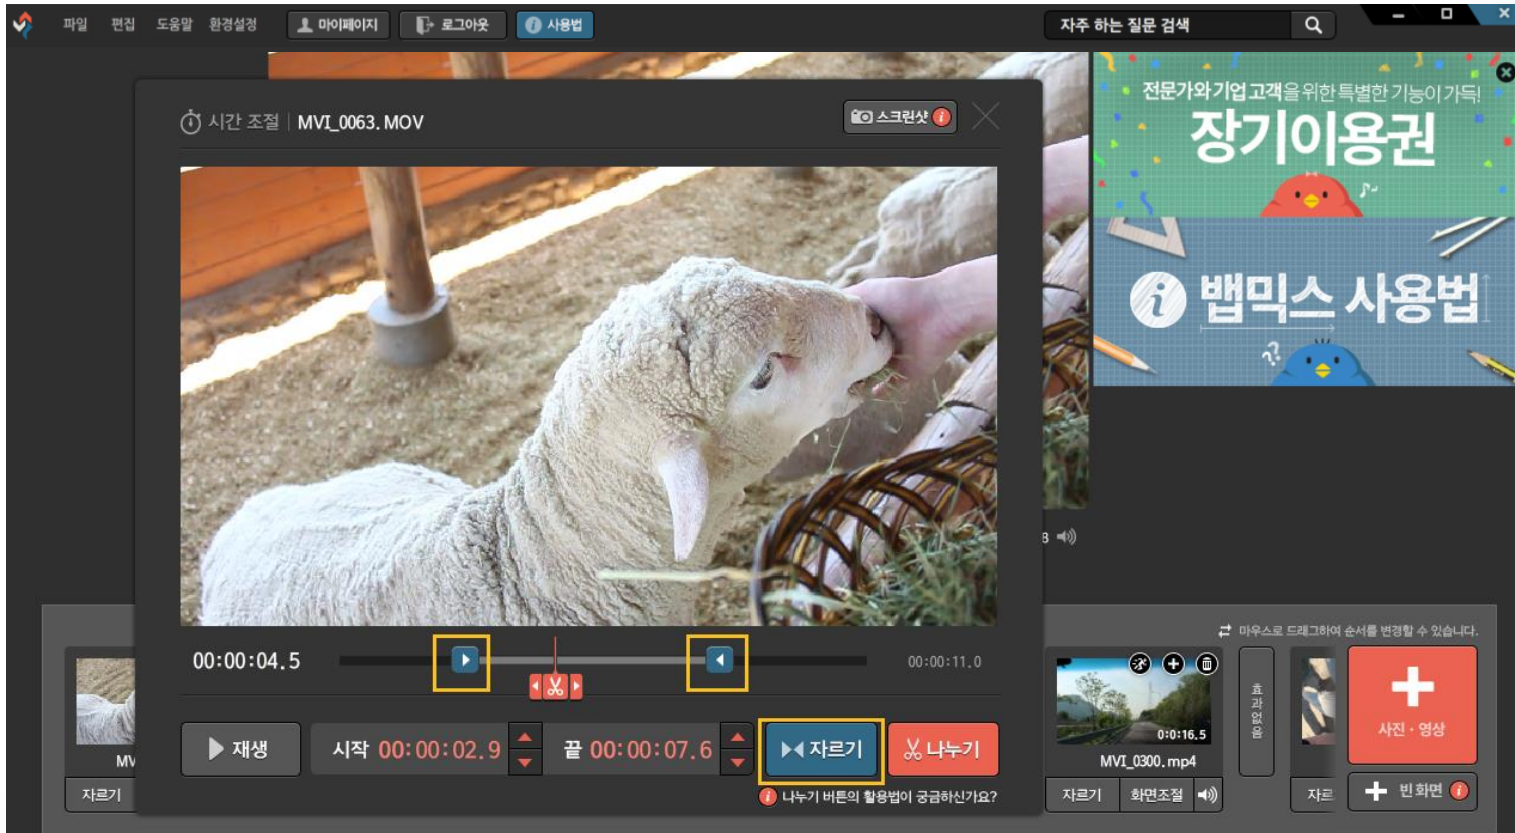 파일 편집 도움말 환경설정 마이페이지 로그아웃 사용법 자주 하는 질문 검색
시간 조절 | MVI_0063.MOV 스크린샷
전문가와 기업 고객을 위한 특별한 기능이 가득!
장기이용권
뱁믹스 사용법
??
8
00:00:04.5 00:00:11.0
재생 시작 00:00:02.9 끝 00:00:07.6 자르기 나누기
나누기 버튼의 활용법이 궁금하신가요?
마우스로 드래그하여 순서를 변경할 수 있습니다.
MV
자르기
0:0:16.5
MVI_0300.mp4
자르기 화면조절
효과없음
자르
사진·영상
빈 화면